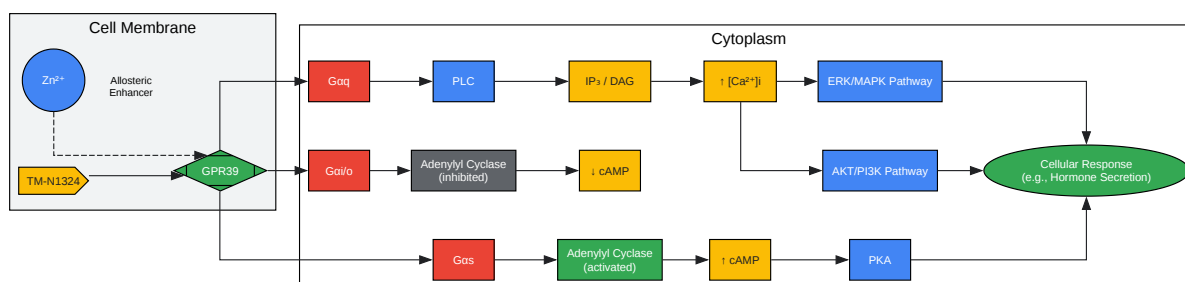 Cell Membrane
Cytoplasm
Zn²⁺
Allosteric
Enhancer
TM-N1324
GPR39
Gαq
PLC
IP₃ / DAG
↑ [Ca²⁺]i
ERK/MAPK Pathway
Gαi/o
Adenylyl Cyclase
(inhibited)
↓ cAMP
AKT/PI3K Pathway
Cellular Response
(e.g., Hormone Secretion)
Gαs
Adenylyl Cyclase
(activated)
↑ cAMP
PKA